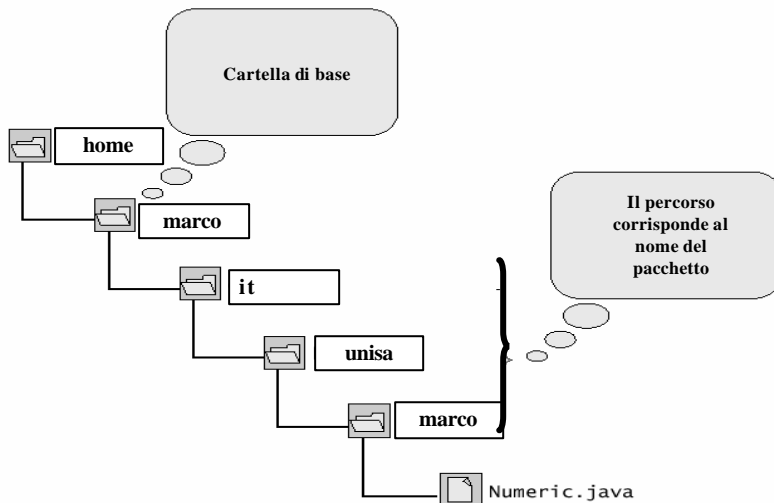 Cartella di base
home
marco
Il percorso
corrisponde al
nome del
pacchetto
it
unisa
marco
Numeric.java